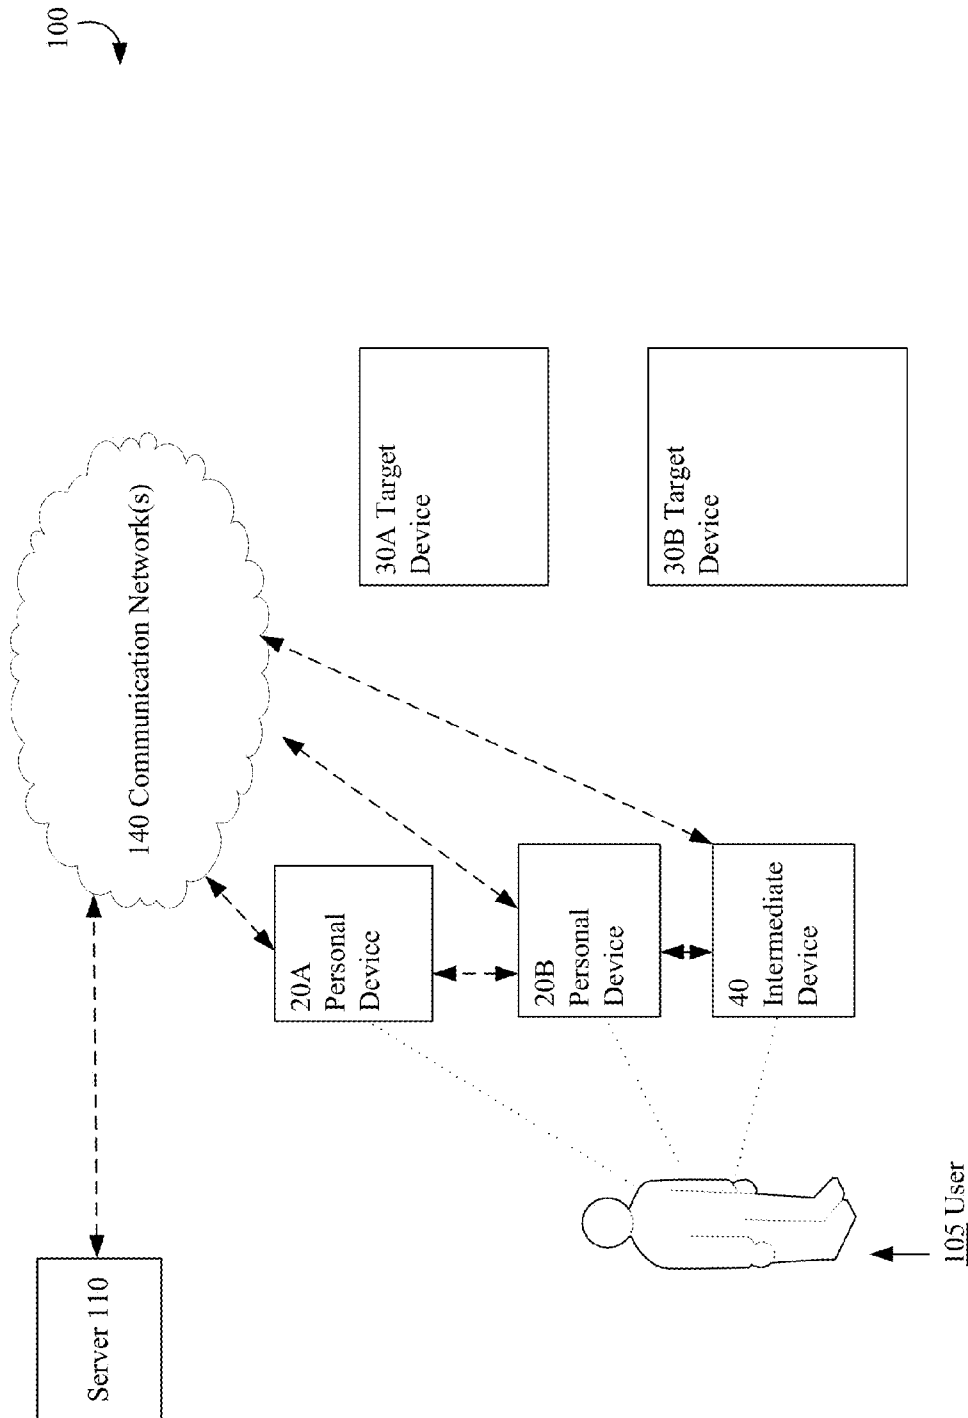 100
Server 110
140 Communication Network(s)
20A
Personal
Device
30A Target
Device
20B
Personal
Device
30B Target
Device
40
Intermediate
Device
105 User